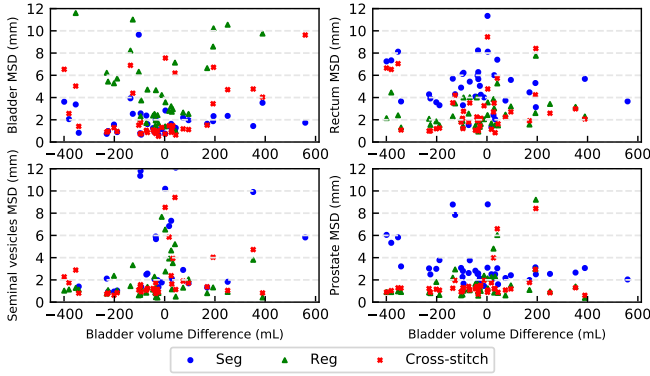 Bladder MSD (mm)
12
10
8
6
4
2
0
−400 −200 0 200 400 600
Rectum MSD (mm)
12
10
8
6
4
2
0
−400 −200 0 200 400 600
Seminal vesicles MSD (mm)
12
10
8
6
4
2
0
−400 −200 0 200 400 600
Bladder volume Difference (mL)
Prostate MSD (mm)
12
10
8
6
4
2
0
−400 −200 0 200 400 600
Bladder volume Difference (mL)
Seg Reg Cross-stitch